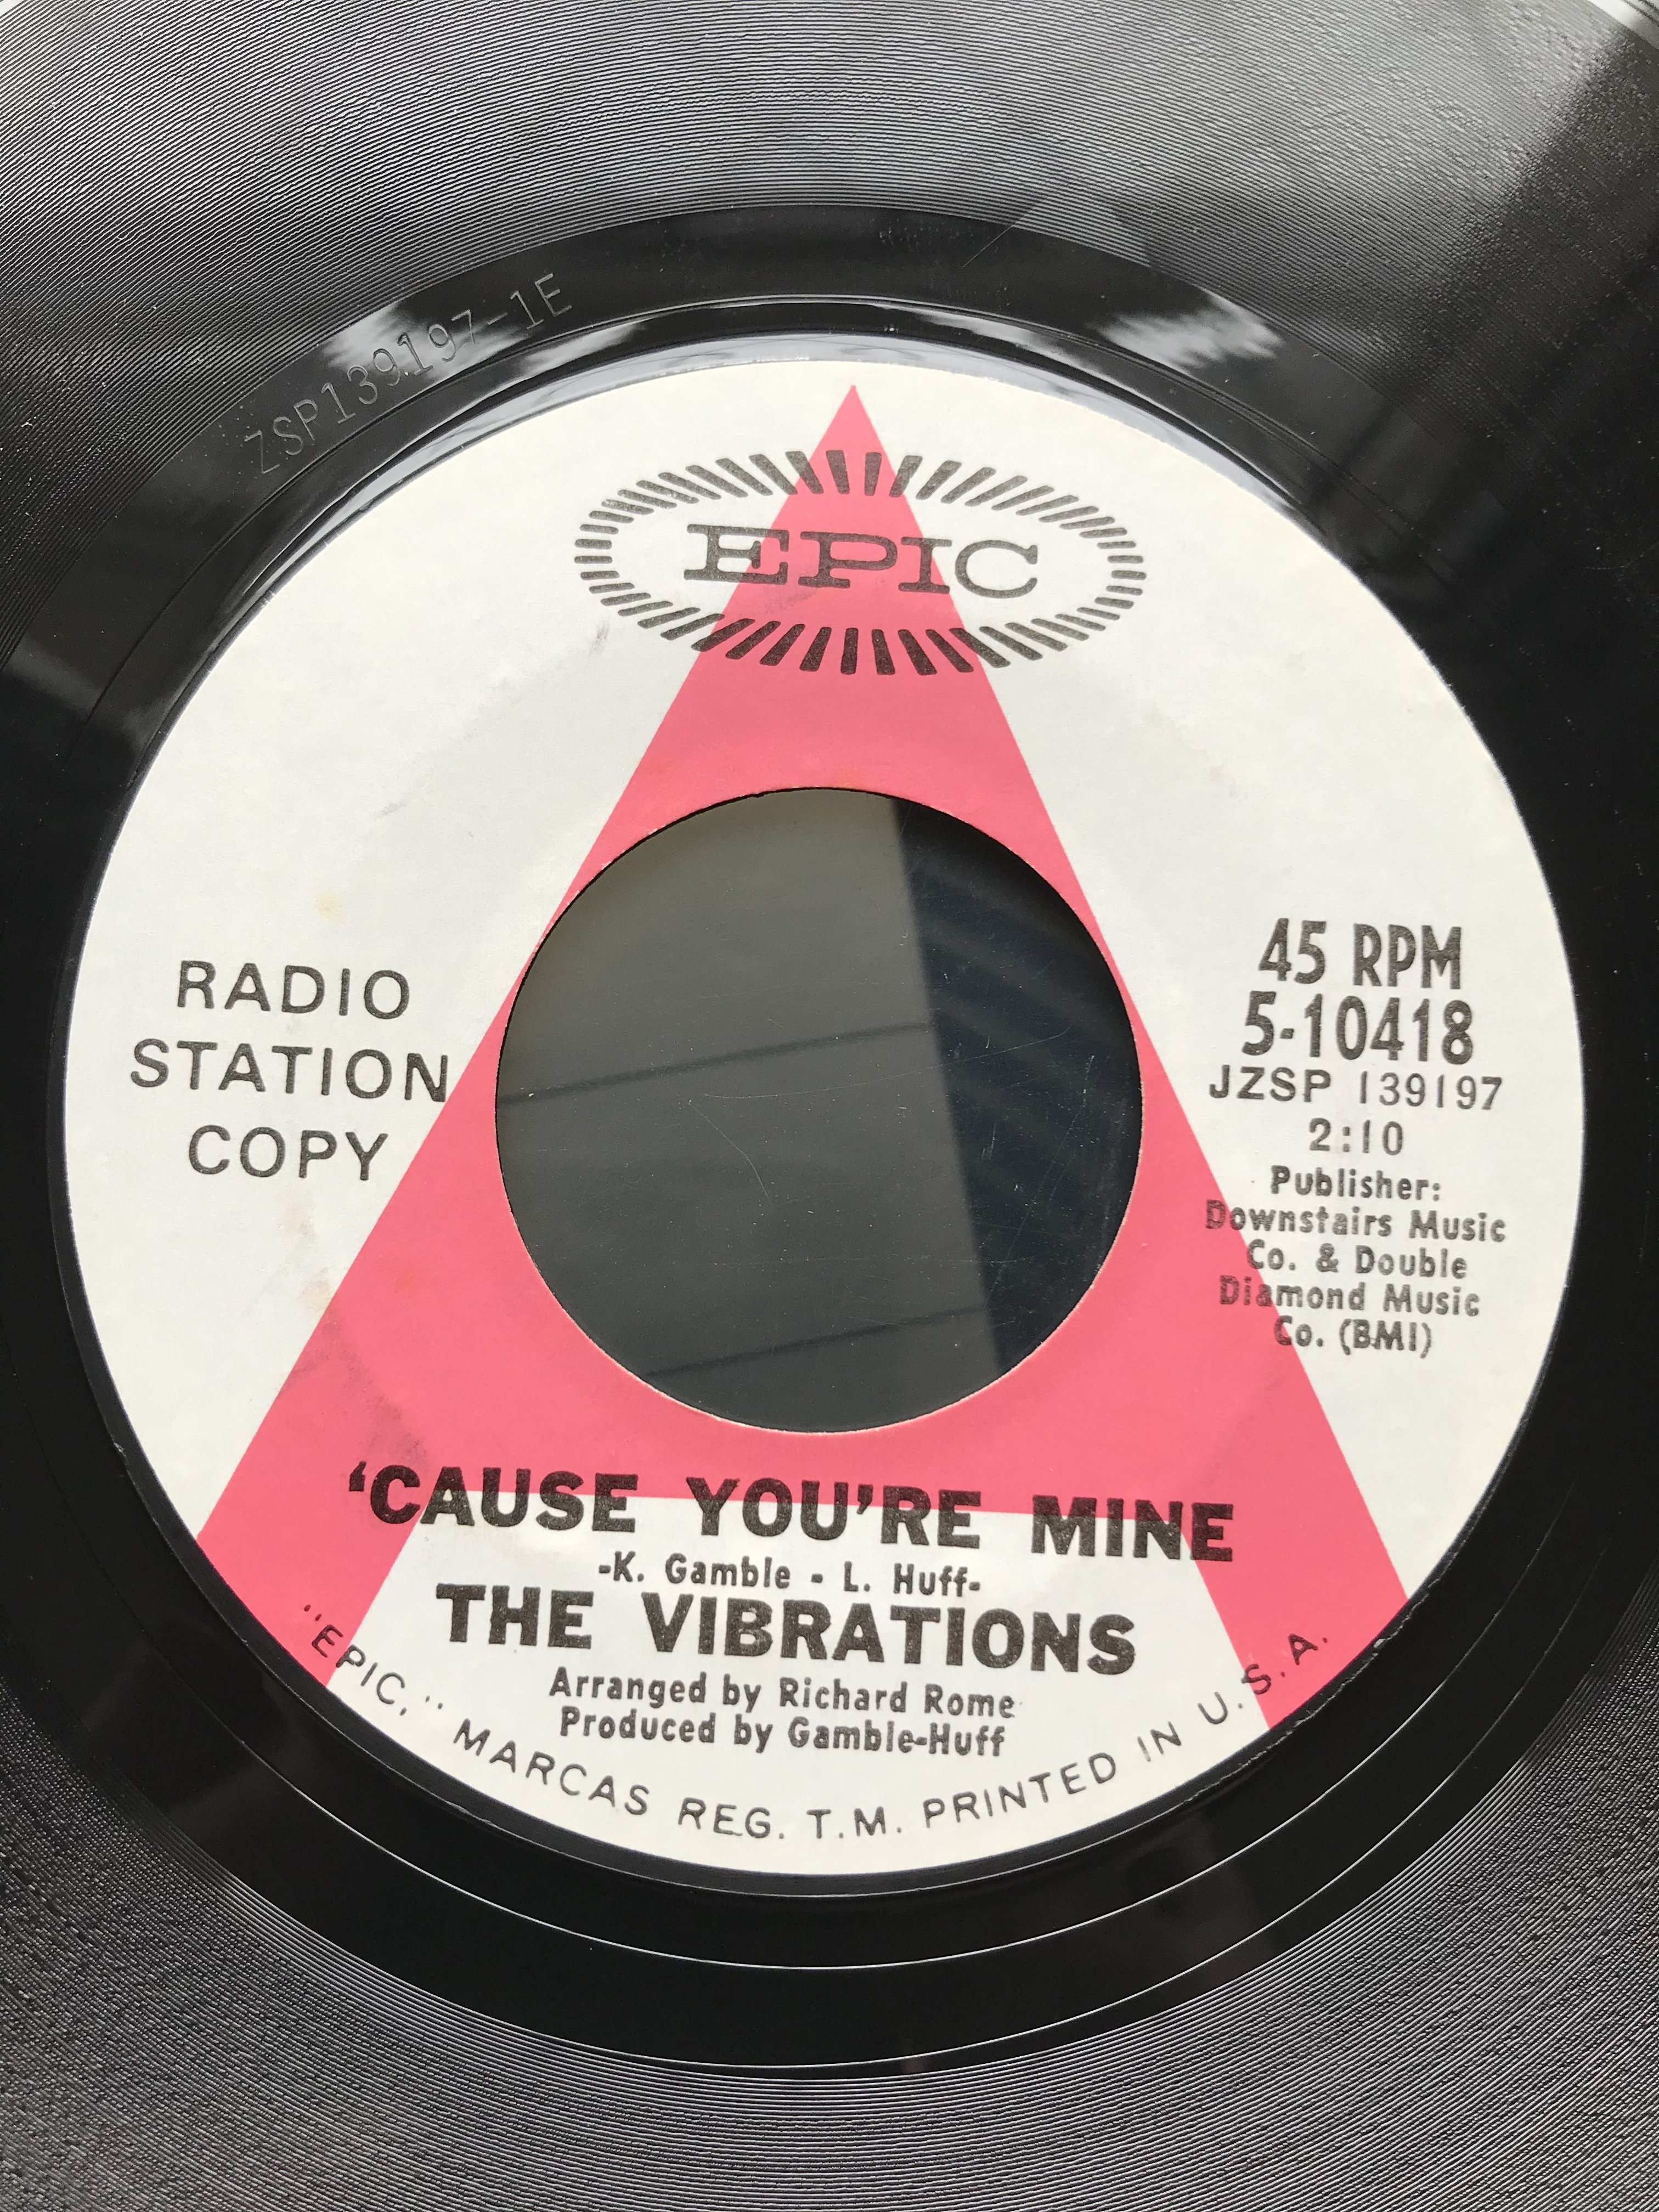 ZSP139197-1E
EPIC
RADIO
STATION
COPY
45 RPM
5-10418
JZSP 139197
2:10
Publisher:
Downstairs Music
Co. & Double
Diamond Music
Co. (BMI)
‘CAUSE YOU’RE MINE
-K. Gamble - L. Huff-
THE VIBRATIONS
Arranged by Richard Rome
Produced by Gamble-Huff
"EPIC," MARCAS REG. T.M. PRINTED IN U.S.A.